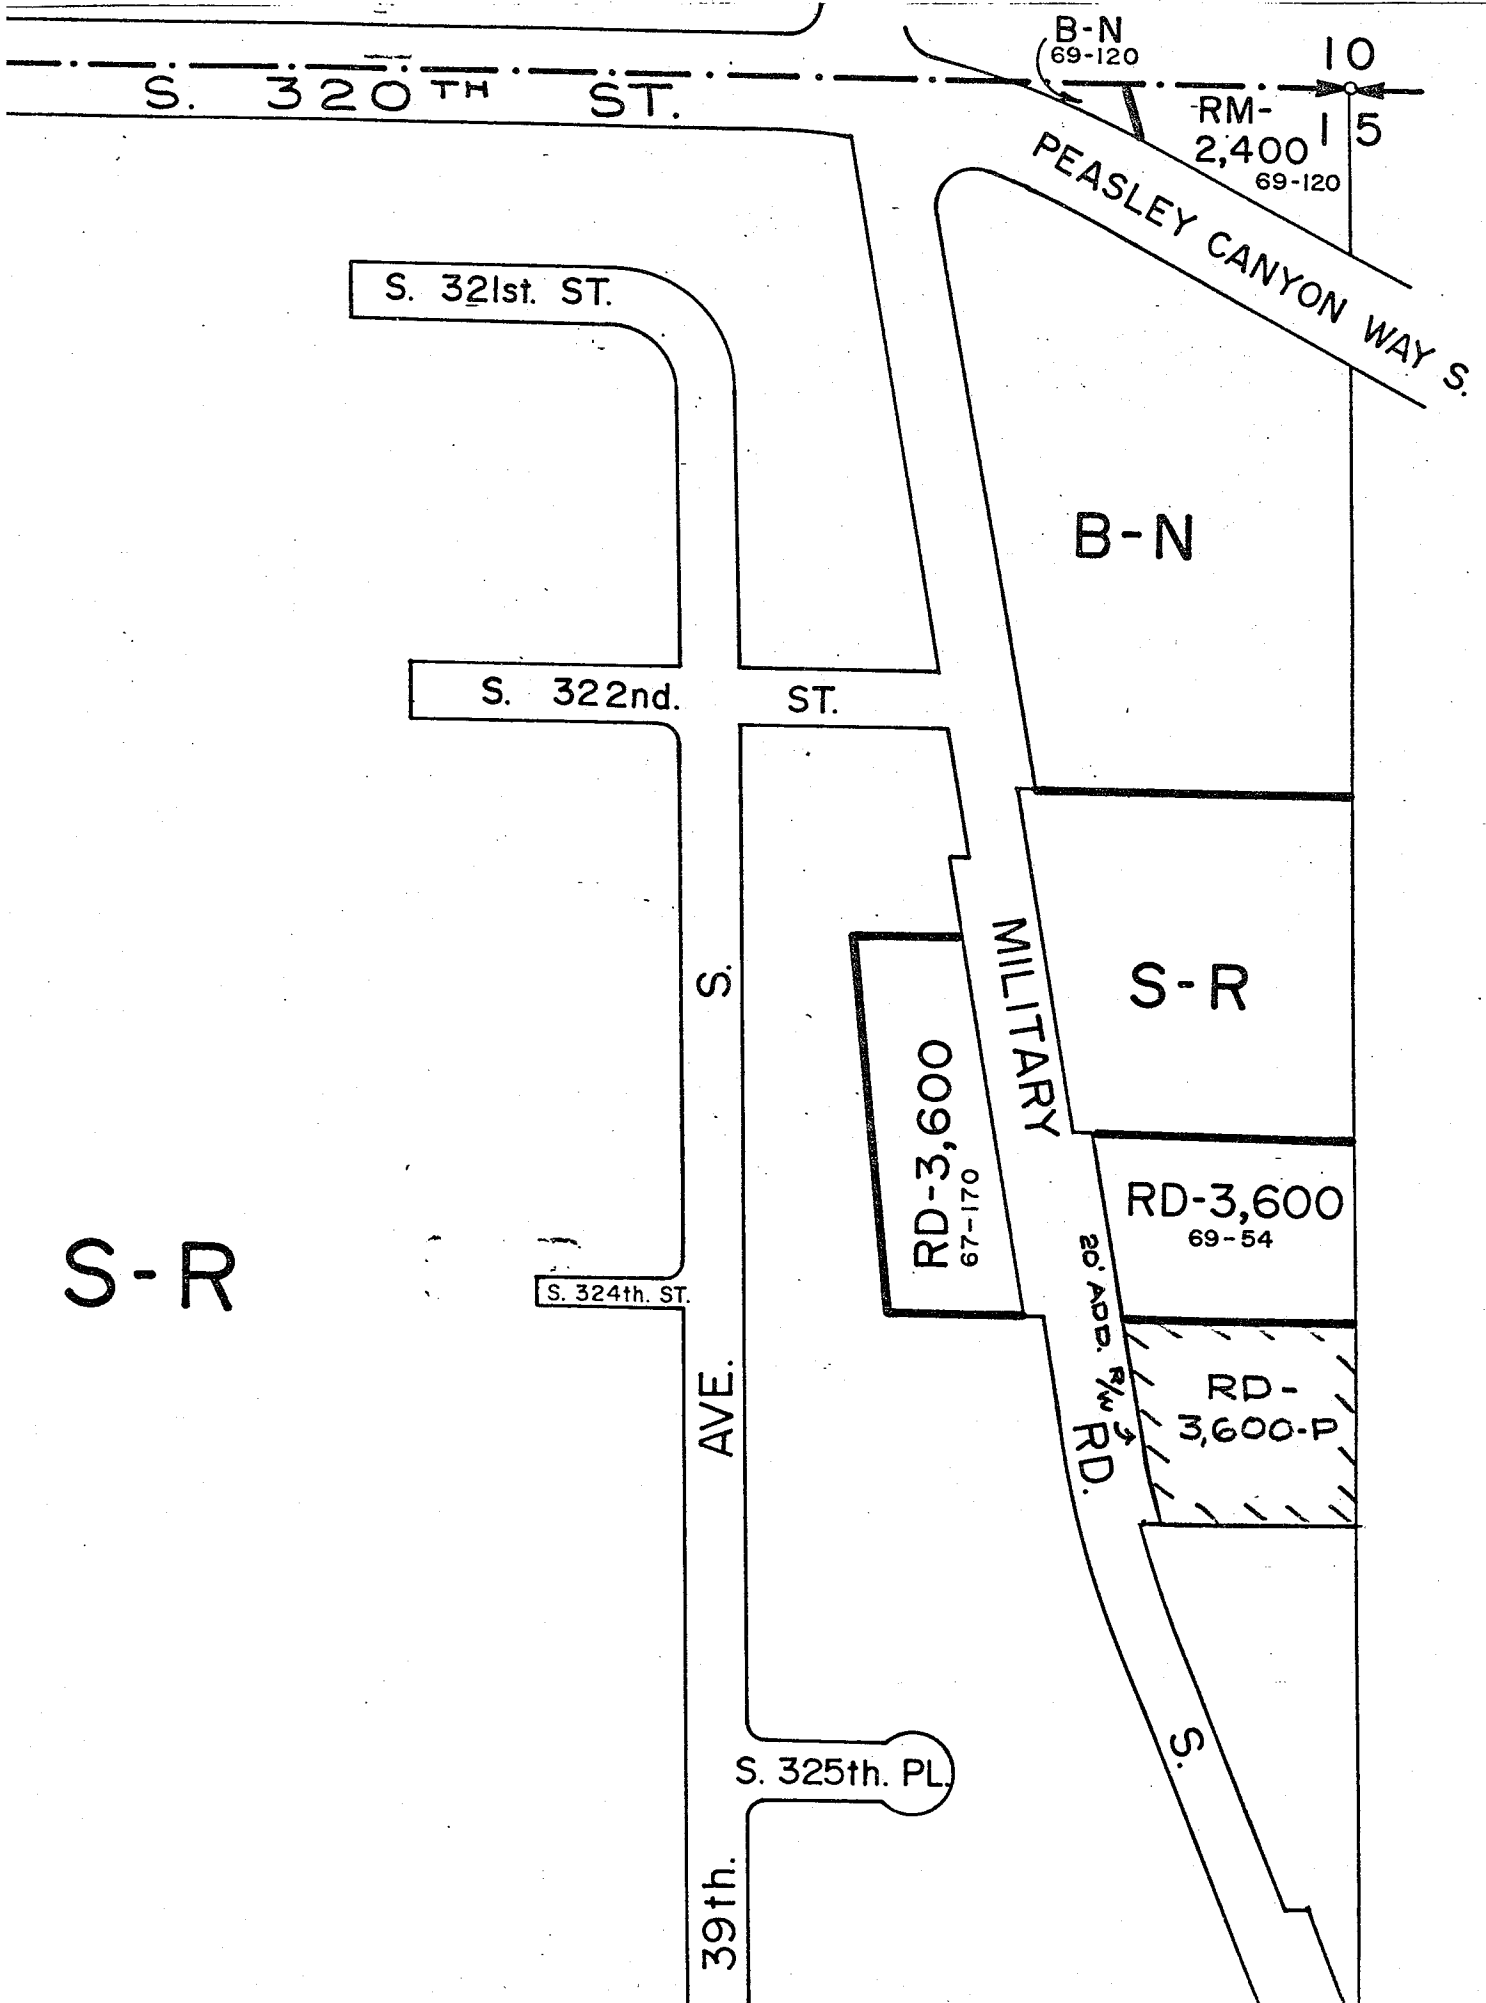 B-N
69-120
10
S. 320TH ST.
RM-
2,400
69-120
15
PEASLEY CANYON WAY S.
S. 321st. ST.
B-N
S. 322nd. ST.
S-R
MILITARY RD. S.
RD-3,600
67-170
RD-3,600
69-54
20' ADD. R/W
RD-
3,600-P
S-R
S. 324th. ST.
39th. AVE. S.
S. 325th. PL.